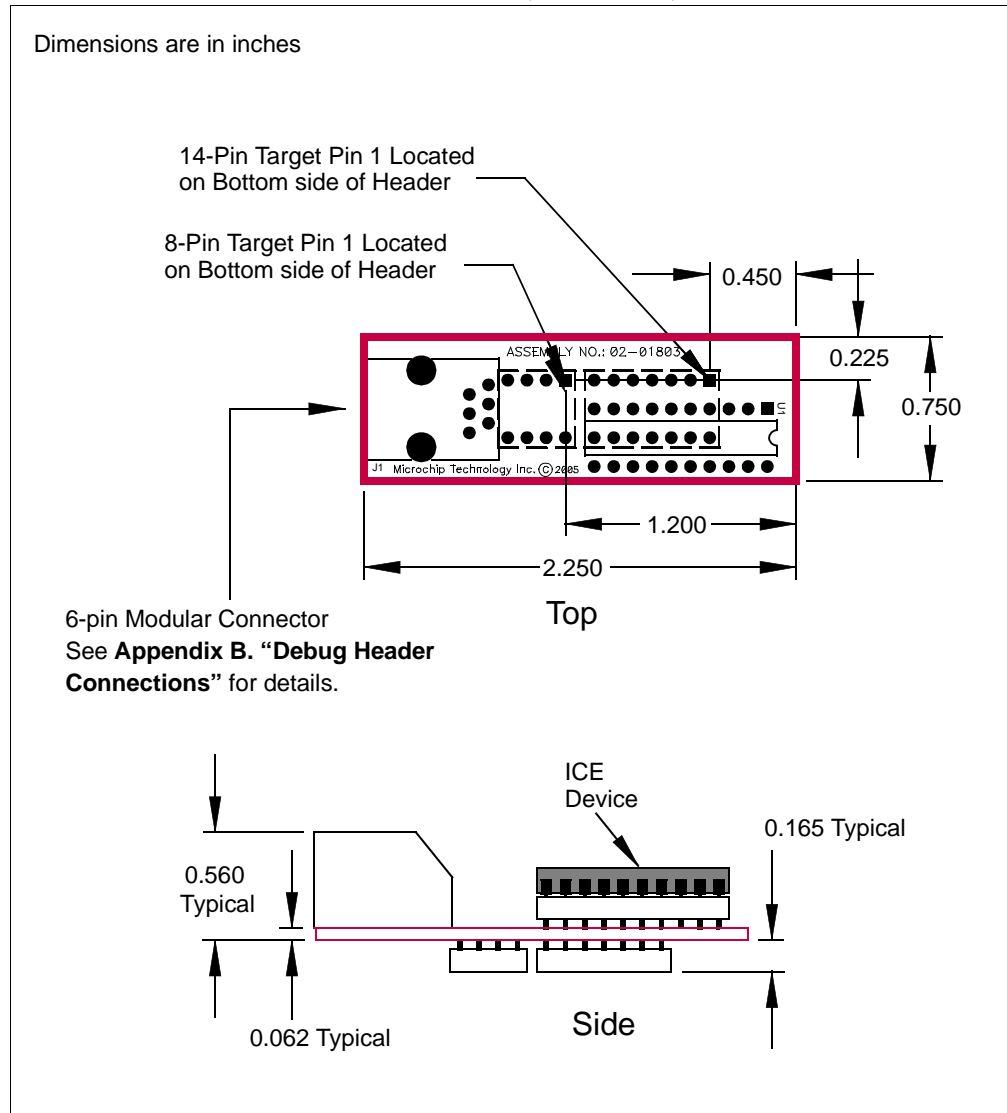 Dimensions are in inches
14-Pin Target Pin 1 Located
on Bottom side of Header
8-Pin Target Pin 1 Located
on Bottom side of Header
0.450
0.225
0.750
ASSEMBLY NO.: 02-01803
U1
J1 Microchip Technology Inc. © 2005
1.200
2.250
Top
6-pin Modular Connector
See Appendix B. “Debug Header
Connections” for details.
ICE
Device
0.165 Typical
0.560
Typical
0.062 Typical
Side